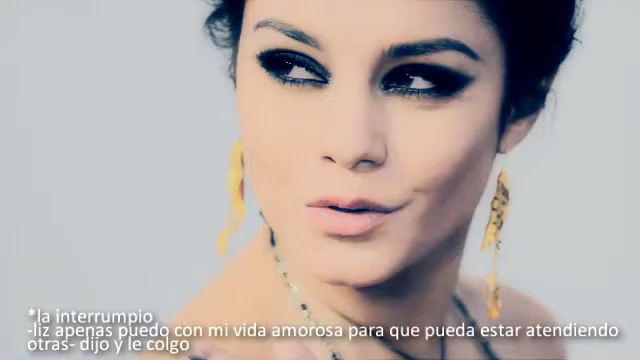 *la interrumpio
-liz apenas puedo con mi vida amorosa para que pueda estar atendiendo
otras- dijo y le colgo